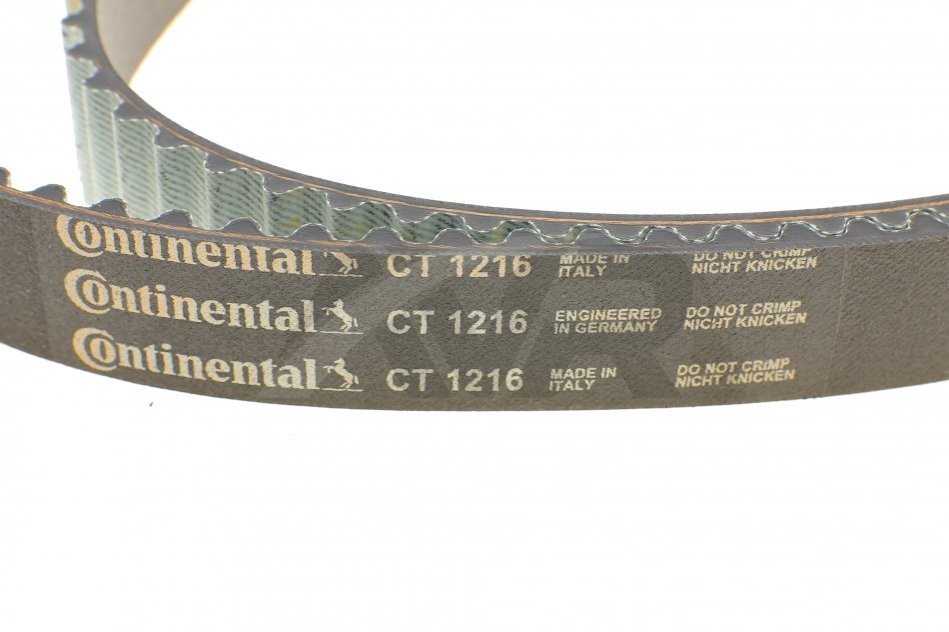 Continental CT 1216 MADE IN ITALY DO NOT CRIMP NICHT KNICKEN
Continental CT 1216 ENGINEERED IN GERMANY DO NOT CRIMP NICHT KNICKEN
Continental CT 1216 MADE IN ITALY DO NOT CRIMP NICHT KNICKEN